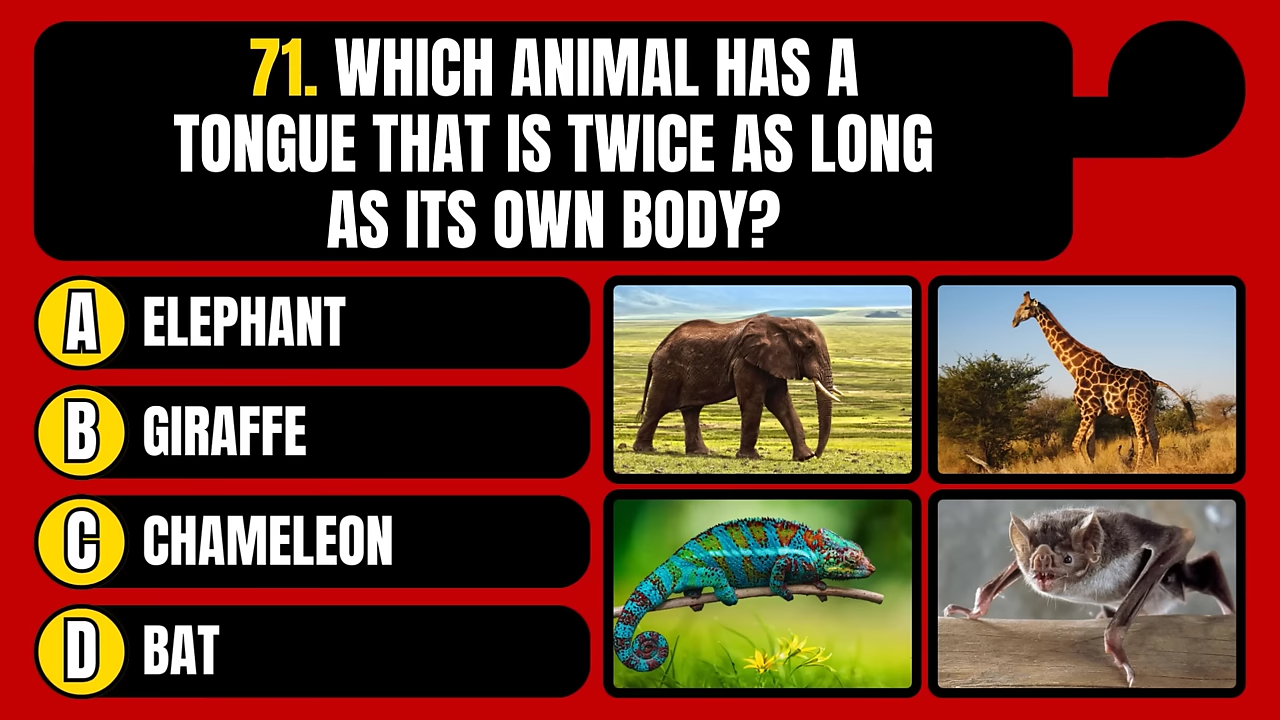 71. WHICH ANIMAL HAS A
TONGUE THAT IS TWICE AS LONG
AS ITS OWN BODY?
A ELEPHANT
B GIRAFFE
C CHAMELEON
D BAT